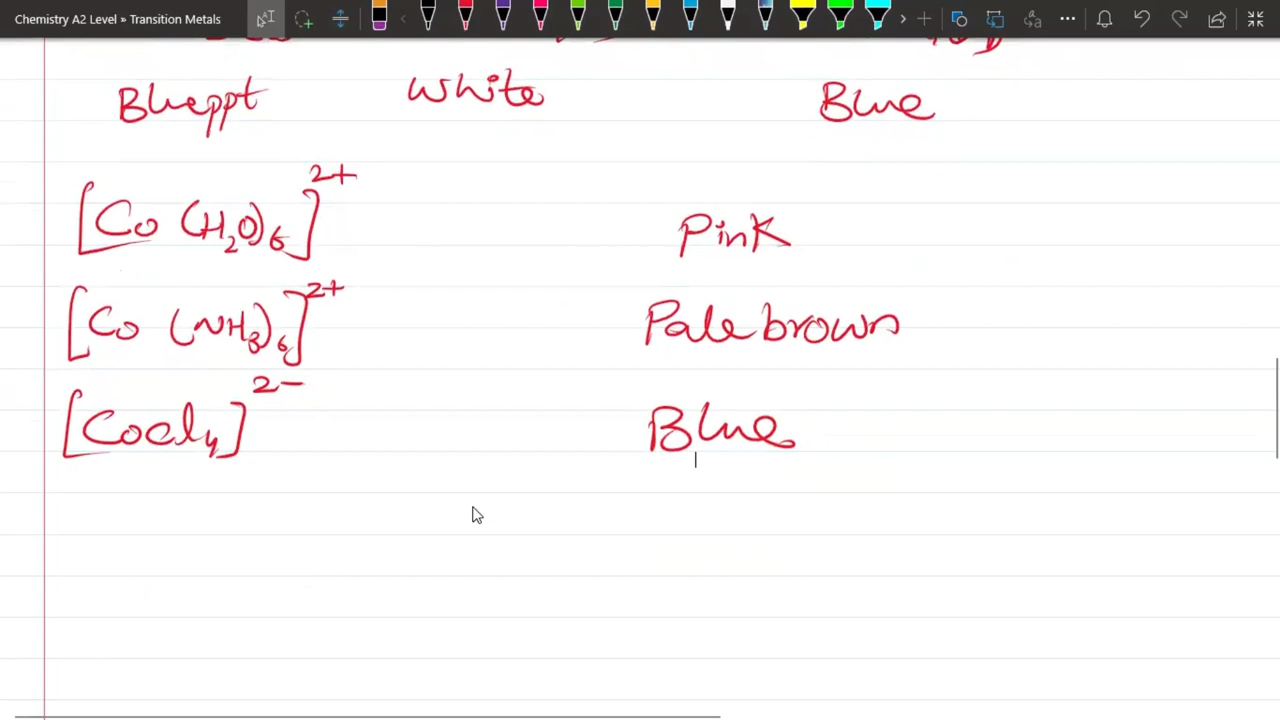 Chemistry A2 Level » Transition Metals
Blueppt White Blue
[Co (H₂O)₆]²⁺ Pink
[Co (NH₃)₆]²⁺ Pale brown
[CoCl₄]²⁻ Blue